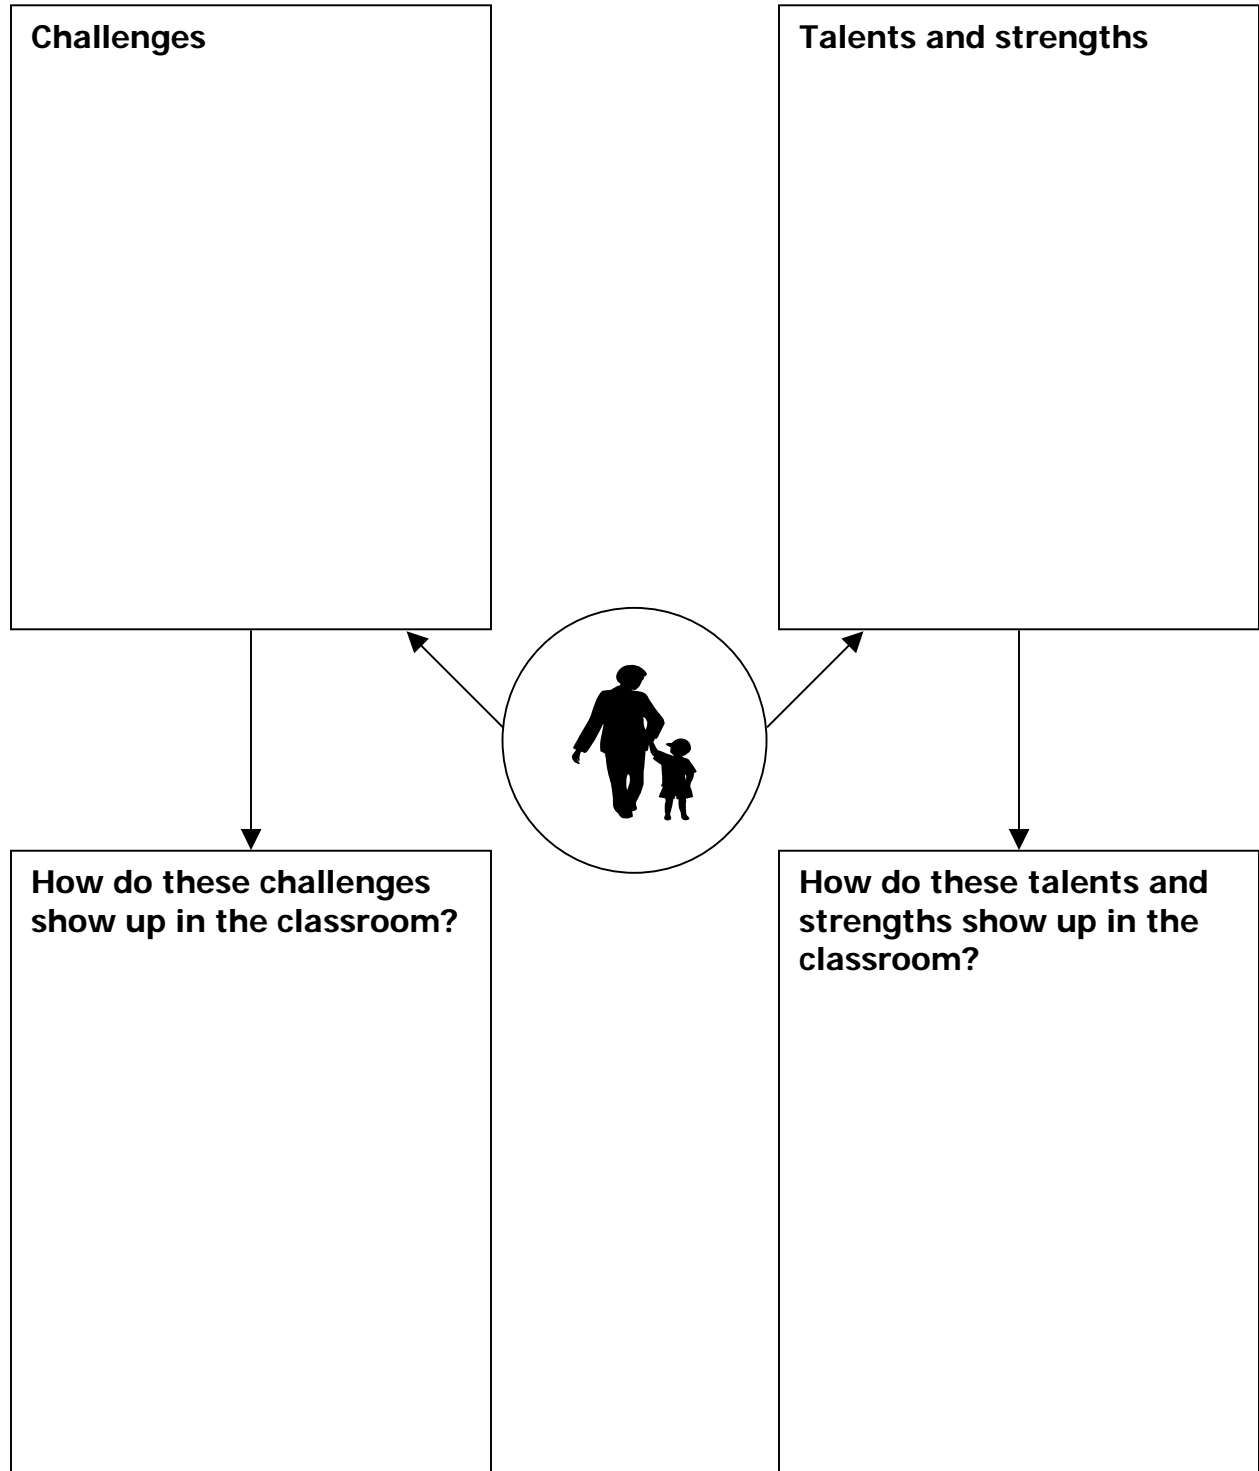 Challenges
Talents and strengths
How do these challenges
show up in the classroom?
How do these talents and
strengths show up in the
classroom?